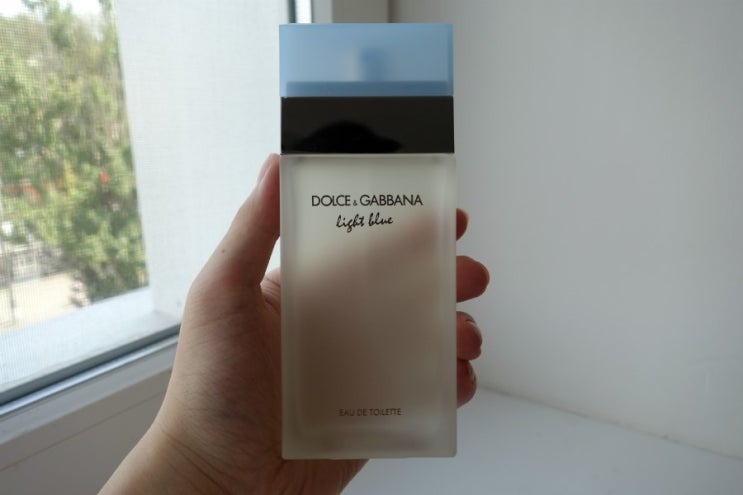 DOLCE & GABBANA
light blue
EAU DE TOILETTE